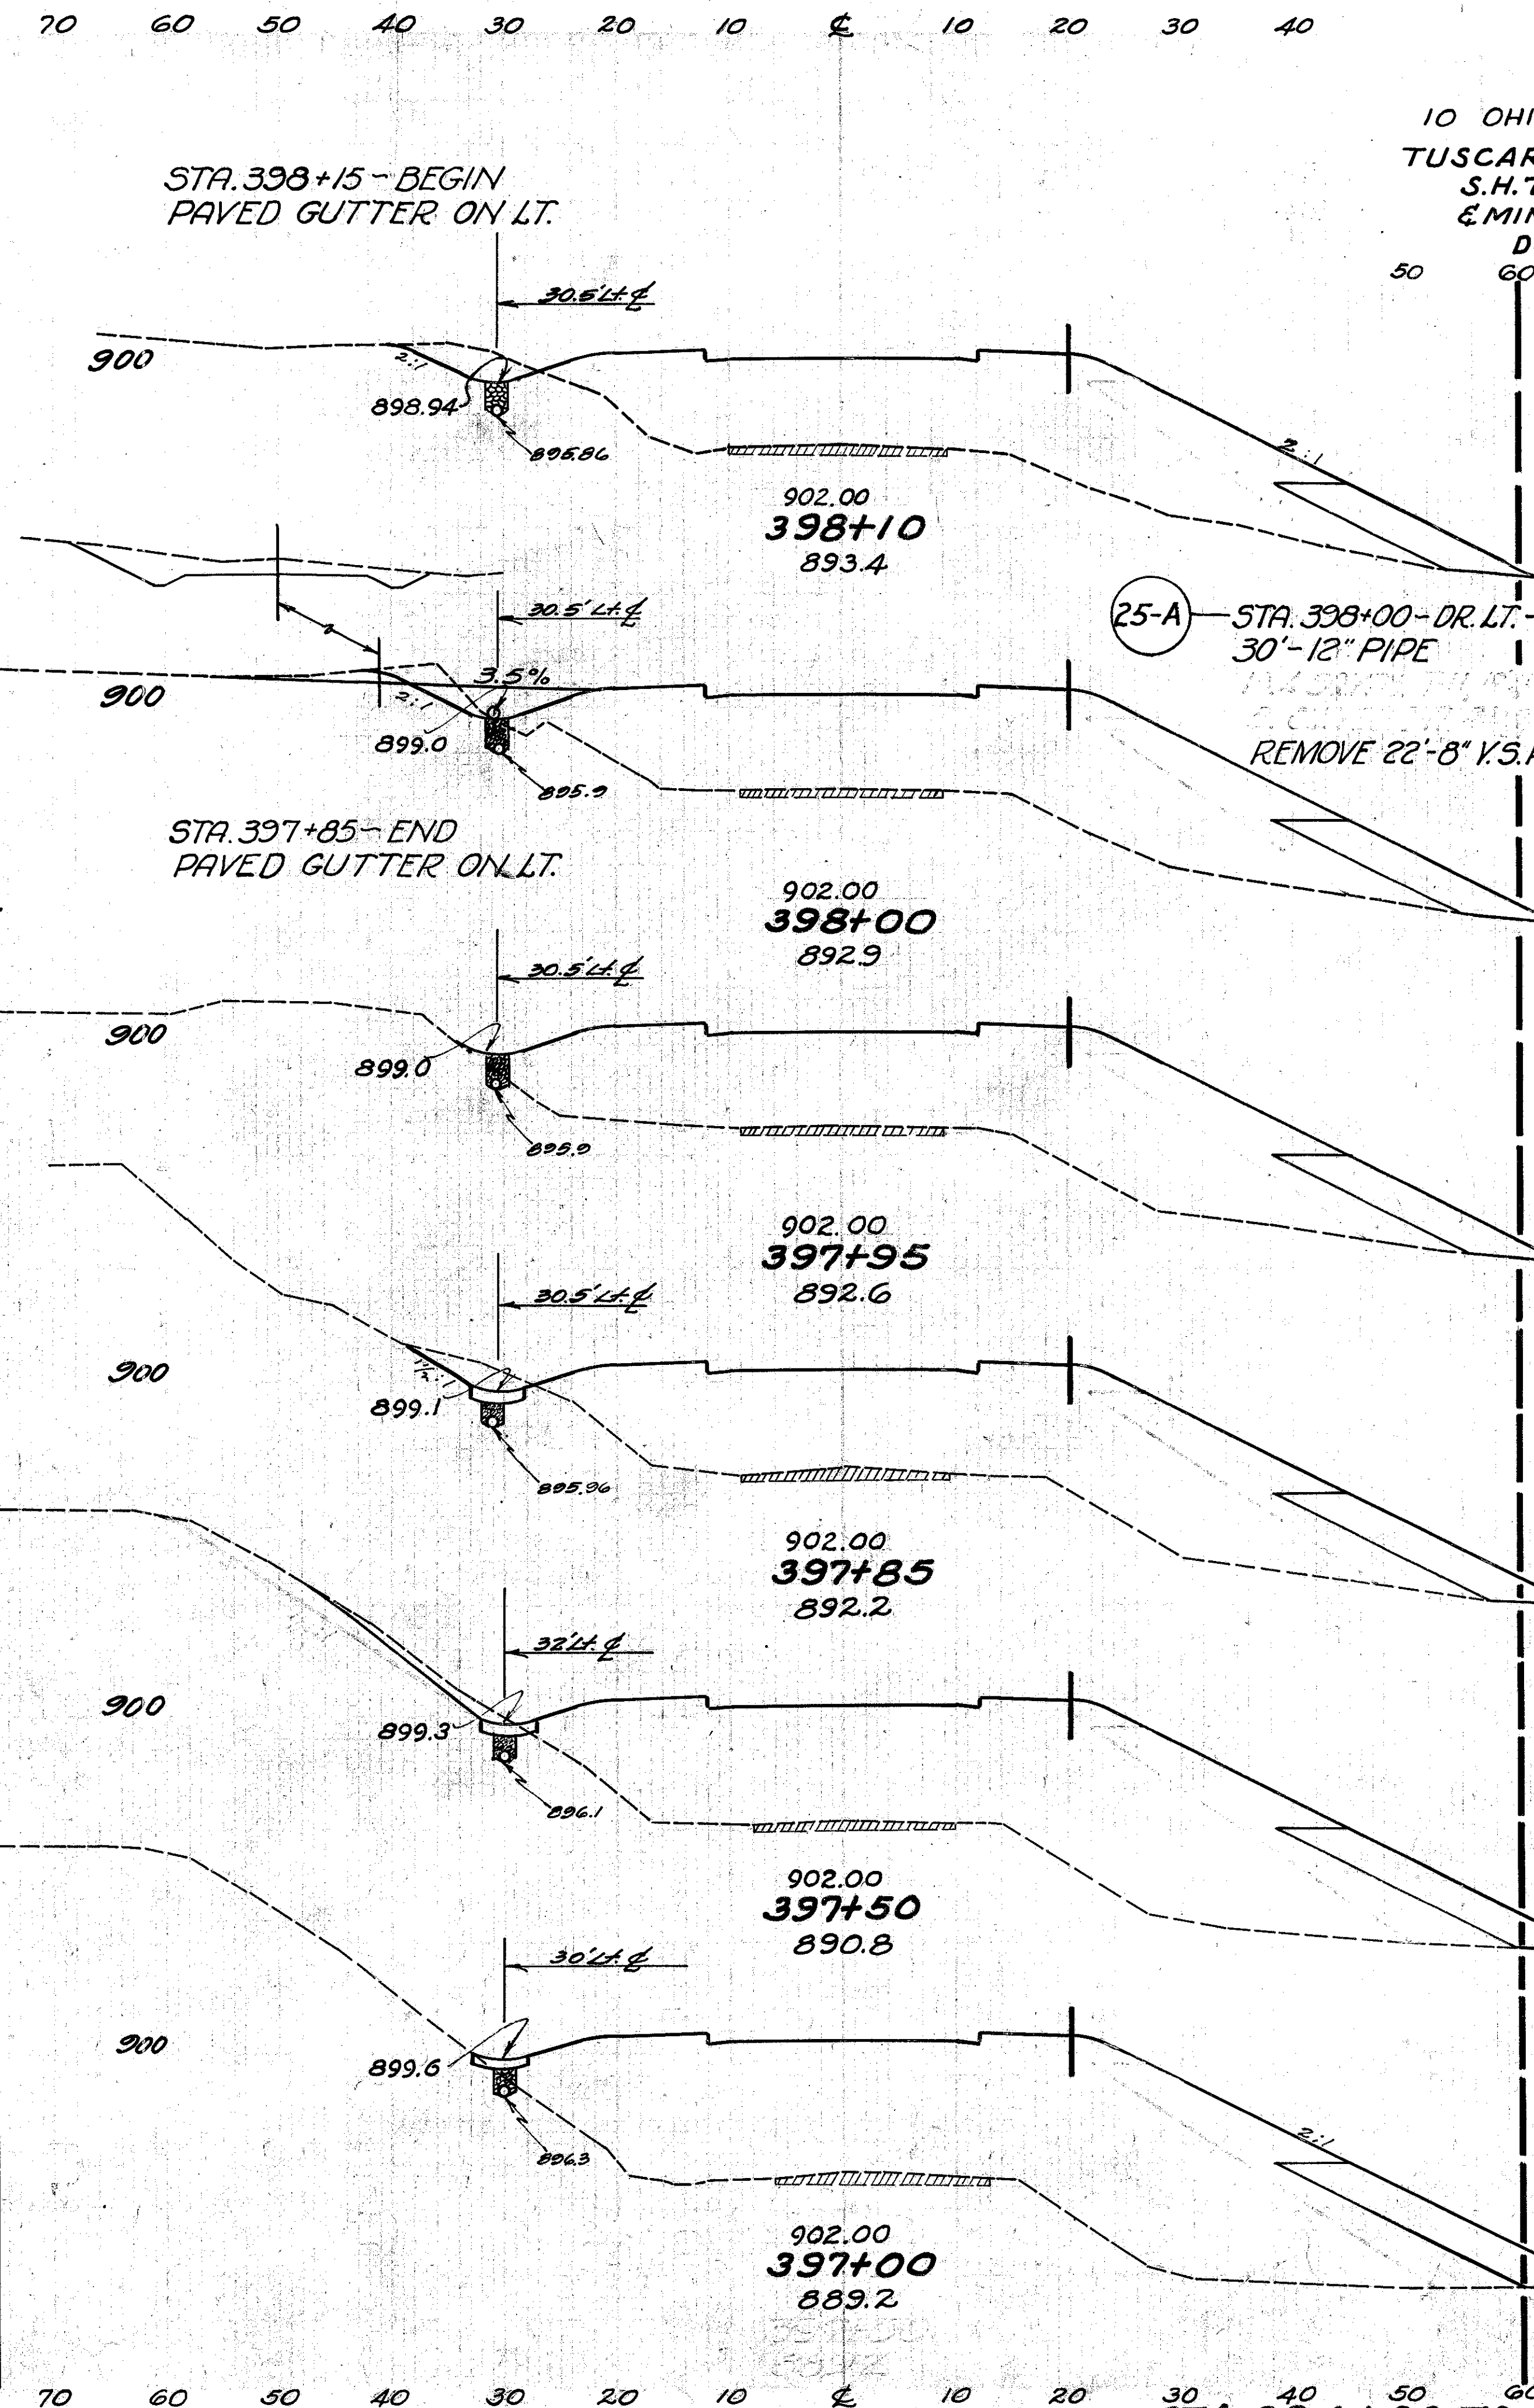 70 60 50 40 30 20 10 ℄ 10 20 30 40
10 OHI
TUSCAR
S.H.7
& MIN
D
50 60
STA. 398+15 ~ BEGIN
PAVED GUTTER ON LT.
30.5' Lt. ℄
900
2:1
898.94
895.86
2:1
902.00
398+10
893.4
25-A
STA. 398+00 - DR. LT. -
30' - 12" PIPE
REMOVE 22'-8" V.S.P
30.5' Lt. ℄
3.5%
900
2:1
899.0
895.9
STA. 397+85 ~ END
PAVED GUTTER ON LT.
902.00
398+00
892.9
30.5' Lt. ℄
900
899.0
895.9
902.00
397+95
892.6
30.5' Lt. ℄
900
1½:1
899.1
895.96
902.00
397+85
892.2
32' Lt. ℄
900
899.3
896.1
902.00
397+50
890.8
30' Lt. ℄
900
899.6
896.3
2:1
902.00
397+00
889.2
70 60 50 40 30 20 10 ℄ 10 20 30 40 50 60